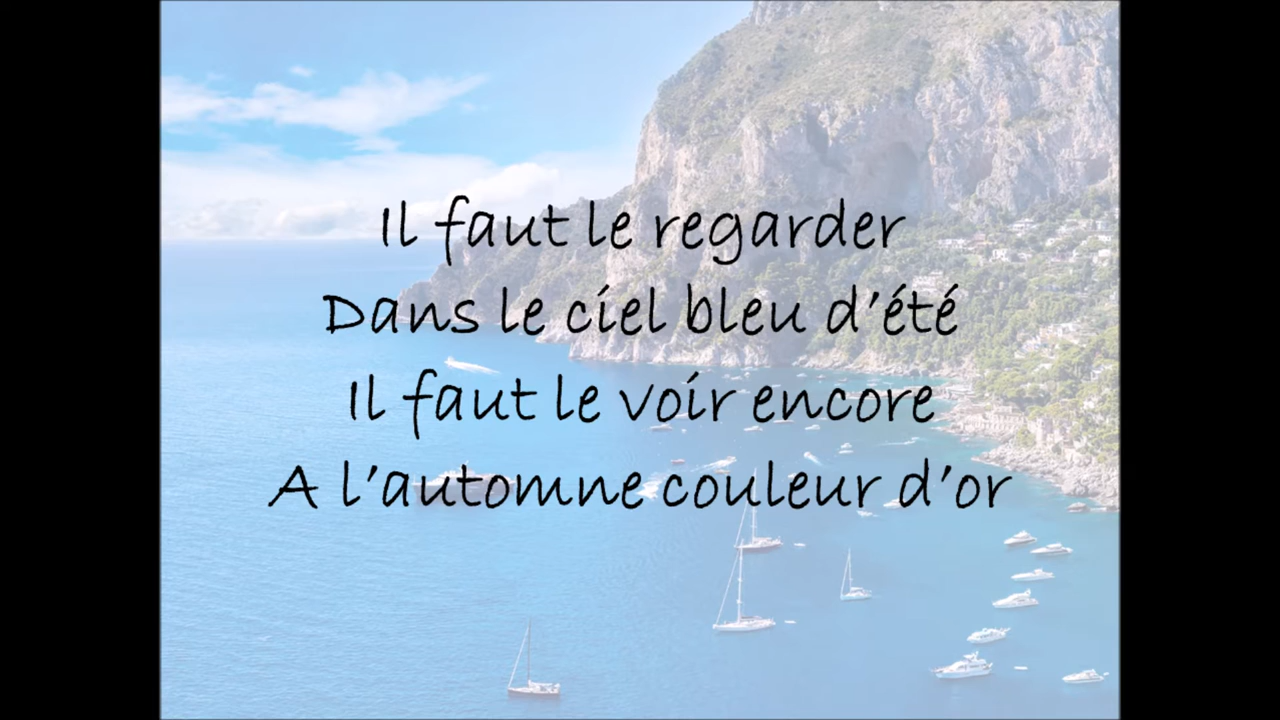 Il faut le regarder
Dans le ciel bleu d’été
Il faut le voir encore
A l’automne couleur d’or